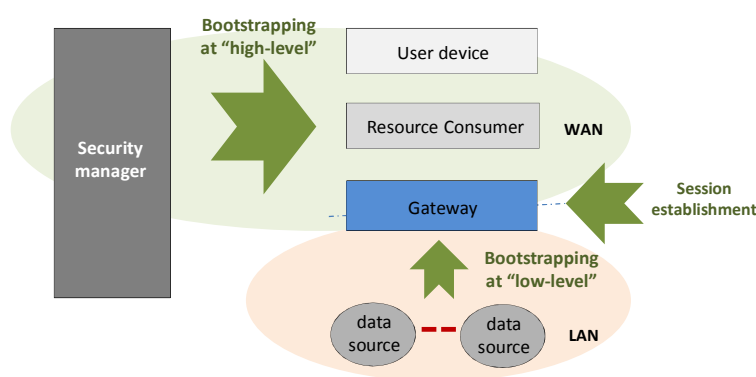 Bootstrapping
at “high-level”
User device
Resource Consumer
WAN
Security
manager
Gateway
Session
establishment
Bootstrapping
at “low-level”
data
source
data
source
LAN